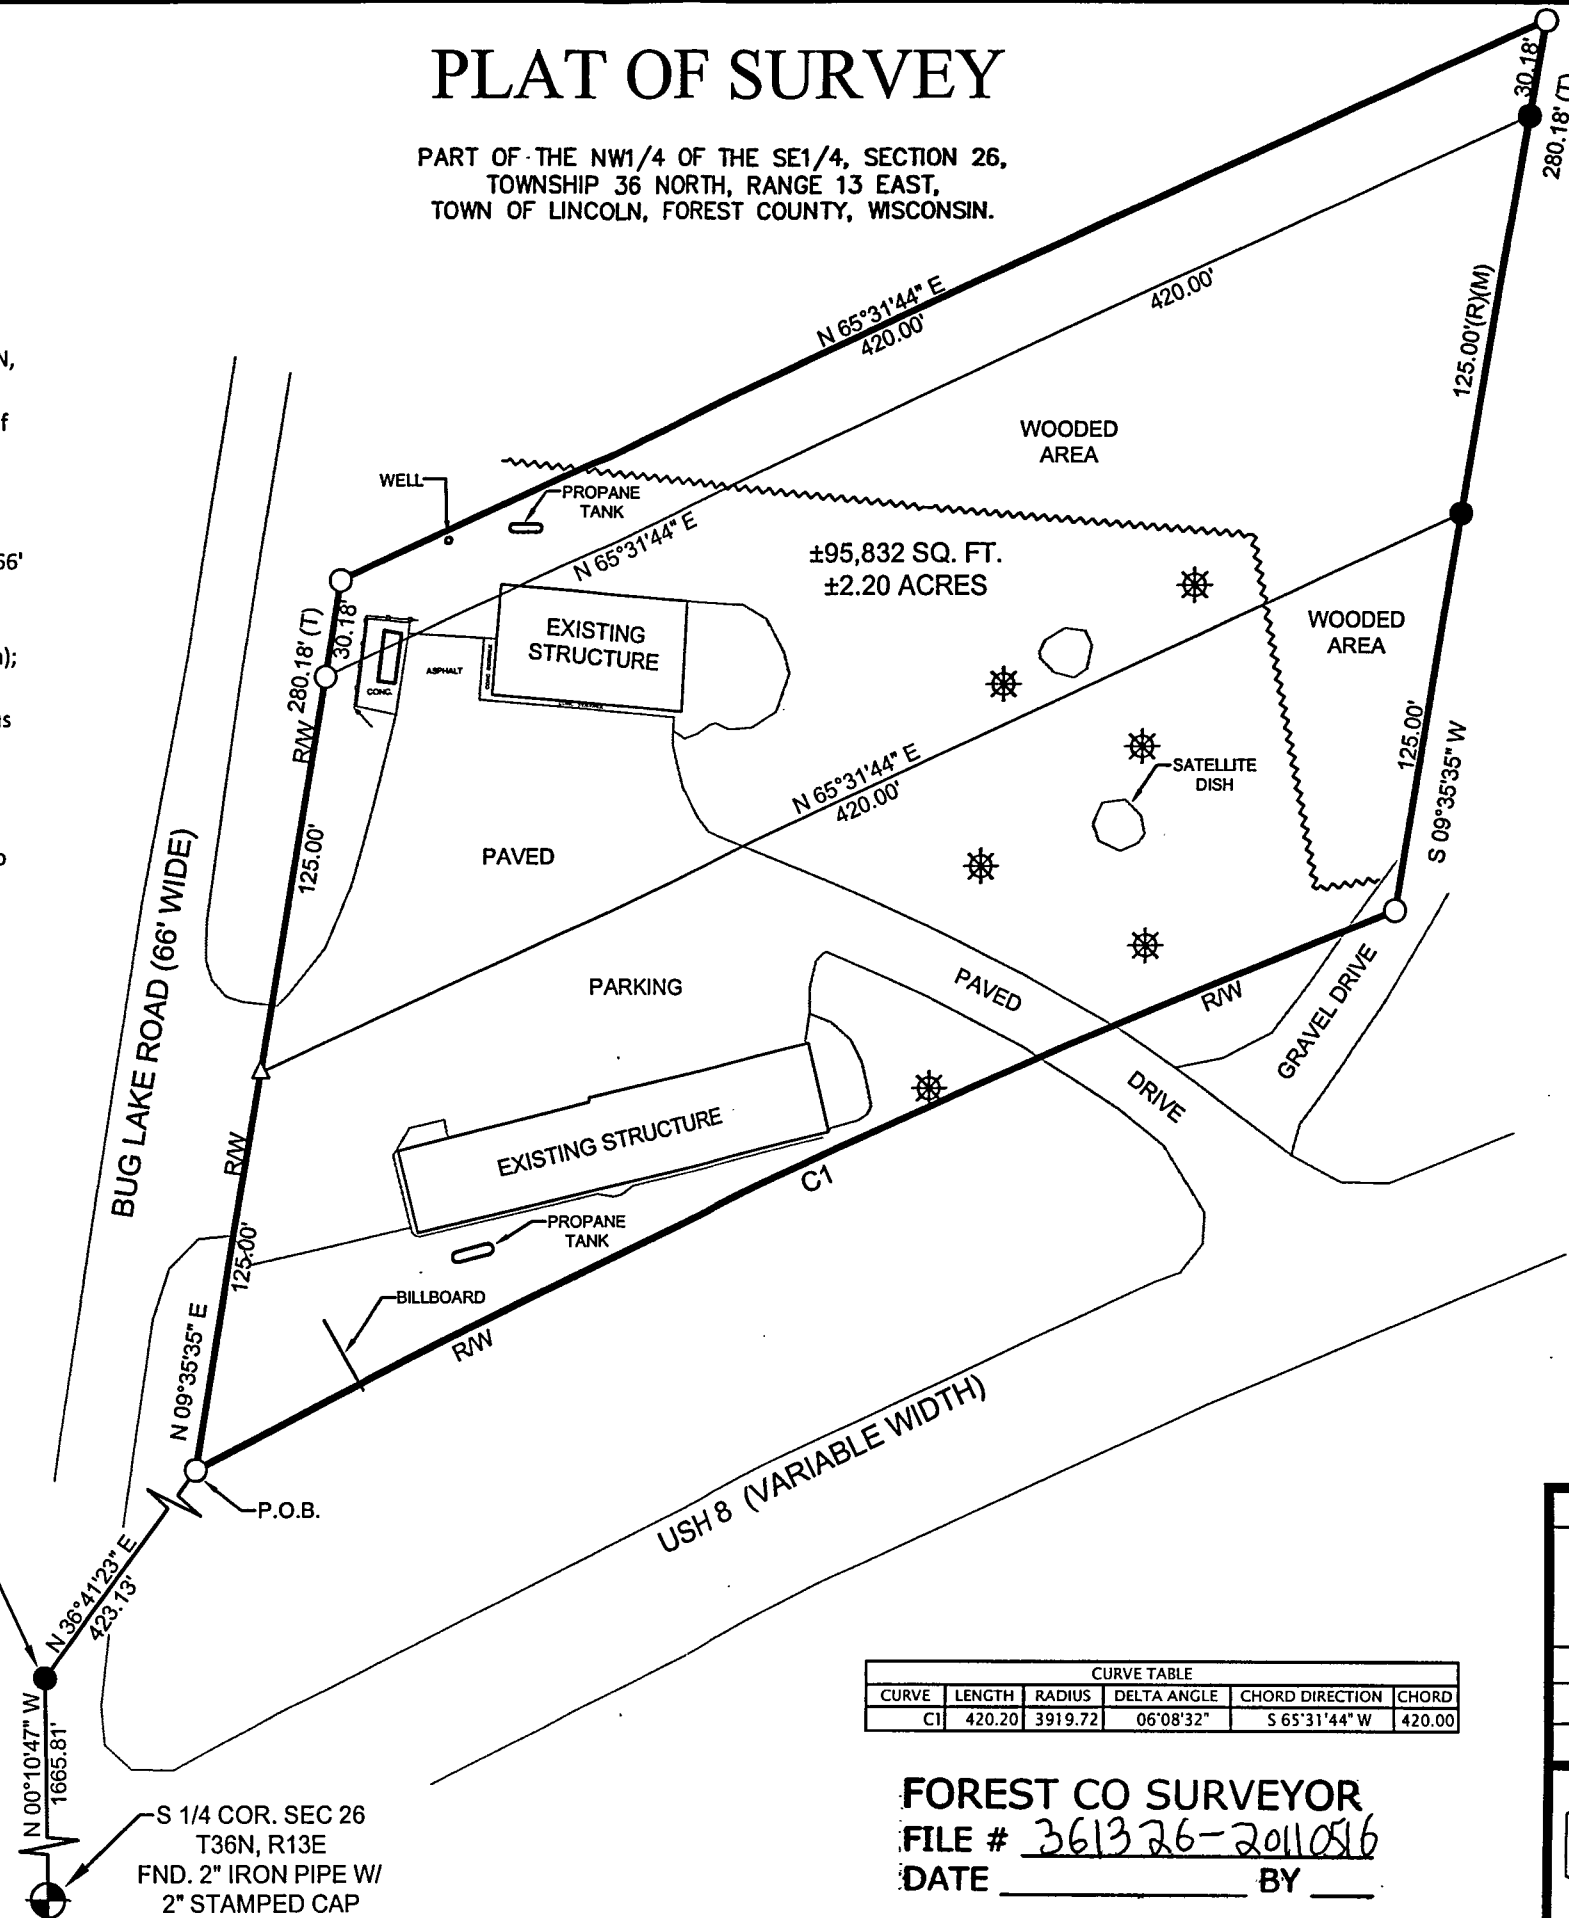 PLAT OF SURVEY
PART OF THE NW1/4 OF THE SE1/4, SECTION 26,
TOWNSHIP 36 NORTH, RANGE 13 EAST,
TOWN OF LINCOLN, FOREST COUNTY, WISCONSIN.
30.18'
280.18' (T)
N 65°31'44" E
420.00'
420.00'
125.00'(R)(M)
N,
f
66'
);
s
WOODED
AREA
WELL
PROPANE
TANK
N 65°31'44" E
±95,832 SQ. FT.
±2.20 ACRES
280.18' (T)
30.18'
EXISTING
STRUCTURE
WOODED
AREA
CONC.
ASPHALT
R/W
N 65°31'44" E
420.00'
SATELLITE
DISH
125.00'
S 09°35'35" W
125.00'
PAVED
BUG LAKE ROAD (66' WIDE)
PARKING
PAVED
DRIVE
R/W
GRAVEL DRIVE
R/W
EXISTING STRUCTURE
C1
125.00'
PROPANE
TANK
BILLBOARD
R/W
N 09°35'35" E
USH 8 (VARIABLE WIDTH)
P.O.B.
N 36°41'23" E
423.13'
N 00°10'47" W
1665.81'
S 1/4 COR. SEC 26
T36N, R13E
FND. 2" IRON PIPE W/
2" STAMPED CAP
CURVE TABLE
CURVE LENGTH RADIUS DELTA ANGLE CHORD DIRECTION CHORD
C1 420.20 3919.72 06°08'32" S 65°31'44" W 420.00
FOREST CO SURVEYOR
FILE # 361326-20110516
DATE BY